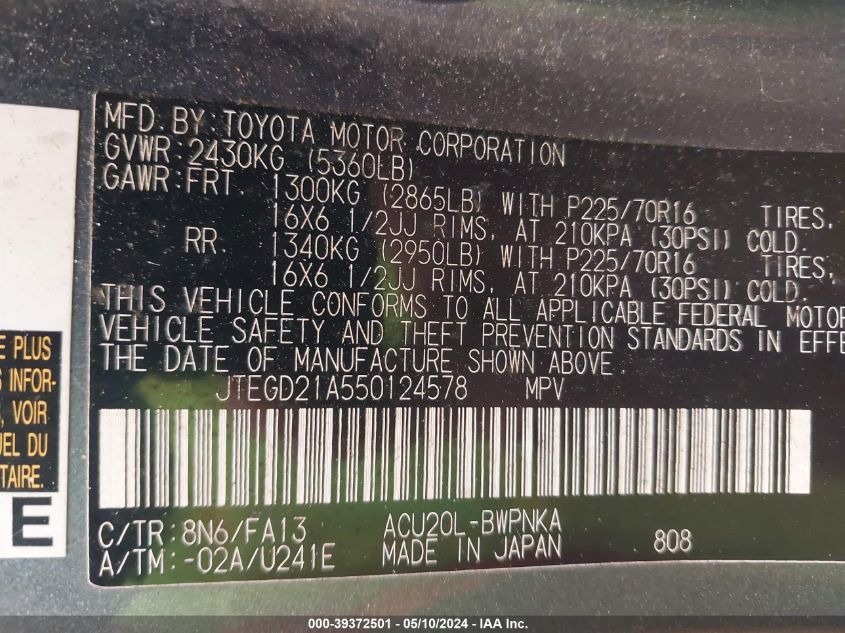 MFD. BY: TOYOTA MOTOR CORPORATION
GVWR: 2430KG (5360LB)
GAWR: FRT. 1300KG (2865LB) WITH P225/70R16 TIRES,
16X6 1/2JJ RIMS, AT 210KPA (30PSI) COLD.
RR. 1340KG (2950LB) WITH P225/70R16 TIRES,
16X6 1/2JJ RIMS, AT 210KPA (30PSI) COLD.
THIS VEHICLE CONFORMS TO ALL APPLICABLE FEDERAL MOTOR
VEHICLE SAFETY AND THEFT PREVENTION STANDARDS IN EFFE
THE DATE OF MANUFACTURE SHOWN ABOVE.
JTEGD21A550124578 MPV
C/TR: 8N6/FA13 ACU20L-BWPNKA
A/TM: -02A/U241E MADE IN JAPAN 808
E PLUS
S INFOR-
, VOIR
UEL DU
TAIRE.
E
000-39372501 - 05/10/2024 - IAA Inc.